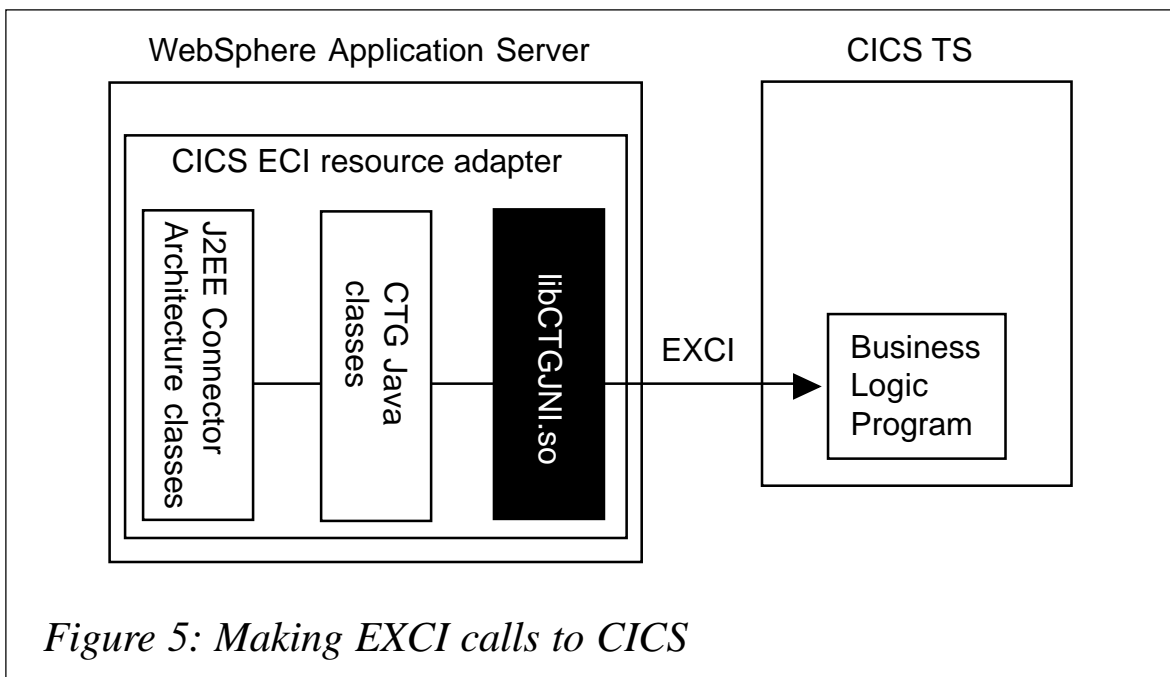 WebSphere Application Server
CICS TS
CICS ECI resource adapter
J2EE Connector
Architecture classes
CTG Java
classes
libCTGJNI.so
EXCI
Business
Logic
Program
Figure 5: Making EXCI calls to CICS